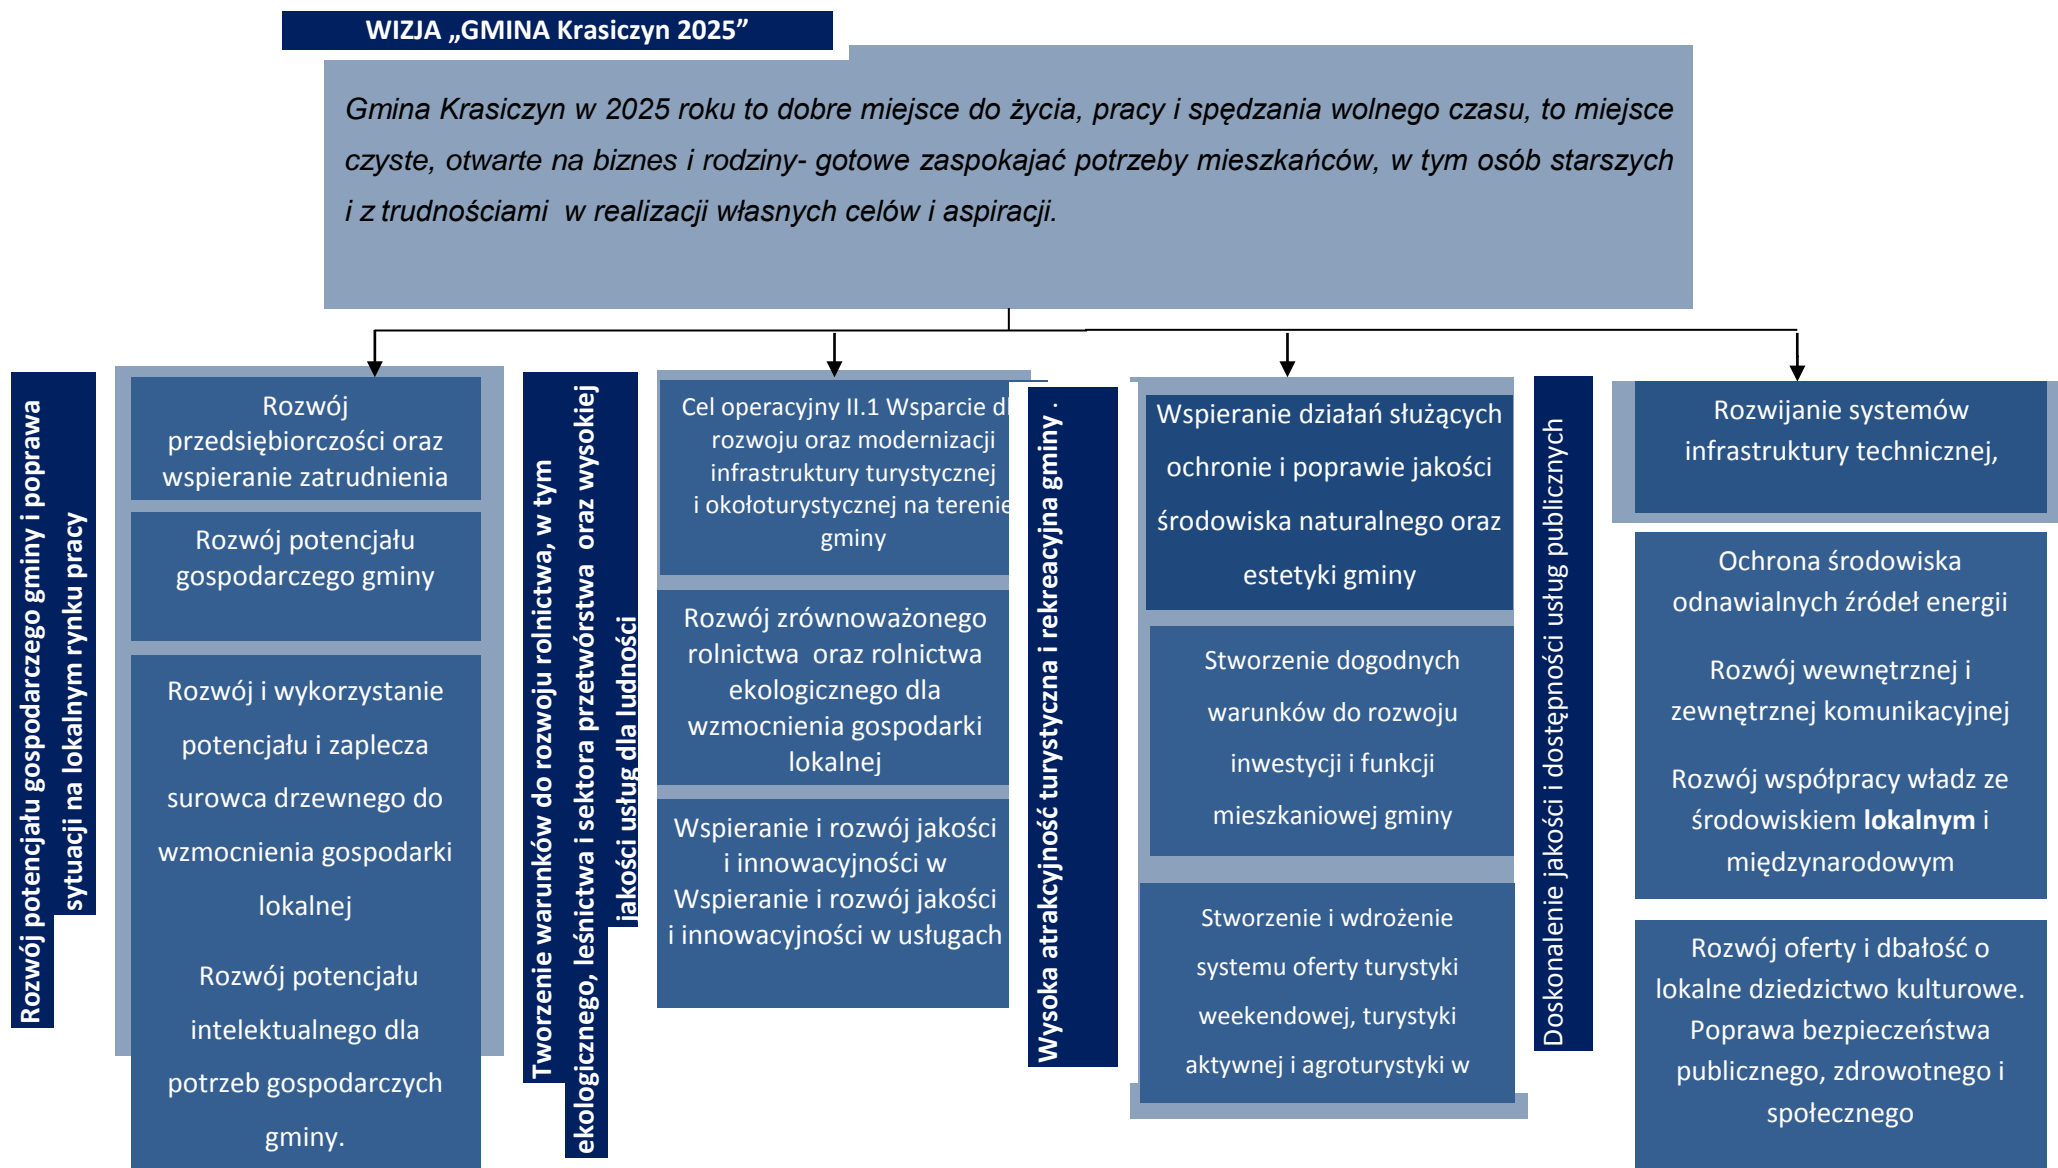 WIZJA „GMINA Krasiczyn 2025”
Gmina Krasiczyn w 2025 roku to dobre miejsce do życia, pracy i spędzania wolnego czasu, to miejsce
czyste, otwarte na biznes i rodziny- gotowe zaspokajać potrzeby mieszkańców, w tym osób starszych
i z trudnościami w realizacji własnych celów i aspiracji.
Rozwój potencjału gospodarczego gminy i poprawa
sytuacji na lokalnym rynku pracy
Rozwój
przedsiębiorczości oraz
wspieranie zatrudnienia
Rozwój potencjału
gospodarczego gminy
Rozwój i wykorzystanie
potencjału i zaplecza
surowca drzewnego do
wzmocnienia gospodarki
lokalnej
Rozwój potencjału
intelektualnego dla
potrzeb gospodarczych
gminy.
Tworzenie warunków do rozwoju rolnictwa, w tym
ekologicznego, leśnictwa i sektora przetwórstwa oraz wysokiej
jakości usług dla ludności
Cel operacyjny II.1 Wsparcie
rozwoju oraz modernizacji
infrastruktury turystycznej
i okołoturystycznej na terenie
gminy
Rozwój zrównoważonego
rolnictwa oraz rolnictwa
ekologicznego dla
wzmocnienia gospodarki
lokalnej
Wspieranie i rozwój jakości
i innowacyjności w
Wspieranie i rozwój jakości
i innowacyjności w usługach
Wysoka atrakcyjność turystyczna i rekreacyjna gminy .
Wspieranie działań służących
ochronie i poprawie jakości
środowiska naturalnego oraz
estetyki gminy
Stworzenie dogodnych
warunków do rozwoju
inwestycji i funkcji
mieszkaniowej gminy
Stworzenie i wdrożenie
systemu oferty turystyki
weekendowej, turystyki
aktywnej i agroturystyki w
Doskonalenie jakości i dostępności usług publicznych
Rozwijanie systemów
infrastruktury technicznej,
Ochrona środowiska
odnawialnych źródeł energii
Rozwój wewnętrznej i
zewnętrznej komunikacyjnej
Rozwój współpracy władz ze
środowiskiem lokalnym i
międzynarodowym
Rozwój oferty i dbałość o
lokalne dziedzictwo kulturowe.
Poprawa bezpieczeństwa
publicznego, zdrowotnego i
społecznego